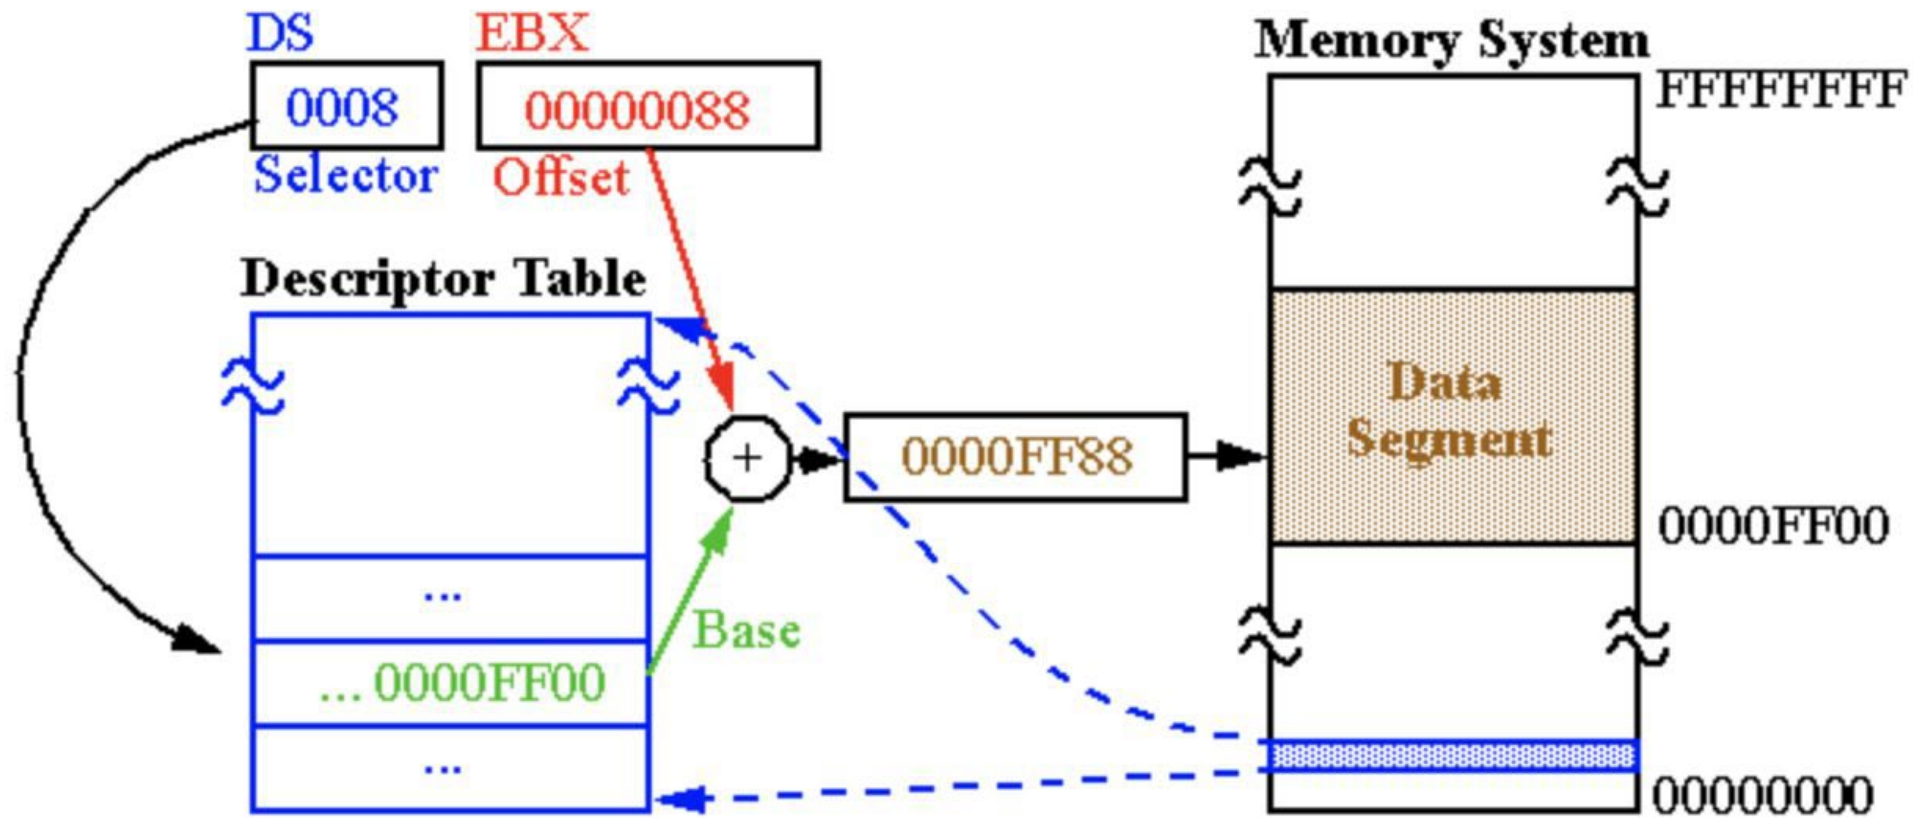 DS
EBX
Memory System
0008
00000088
FFFFFFFF
Selector
Offset
Descriptor Table
Data
Segment
+
0000FF88
0000FF00
...
Base
... 0000FF00
...
00000000